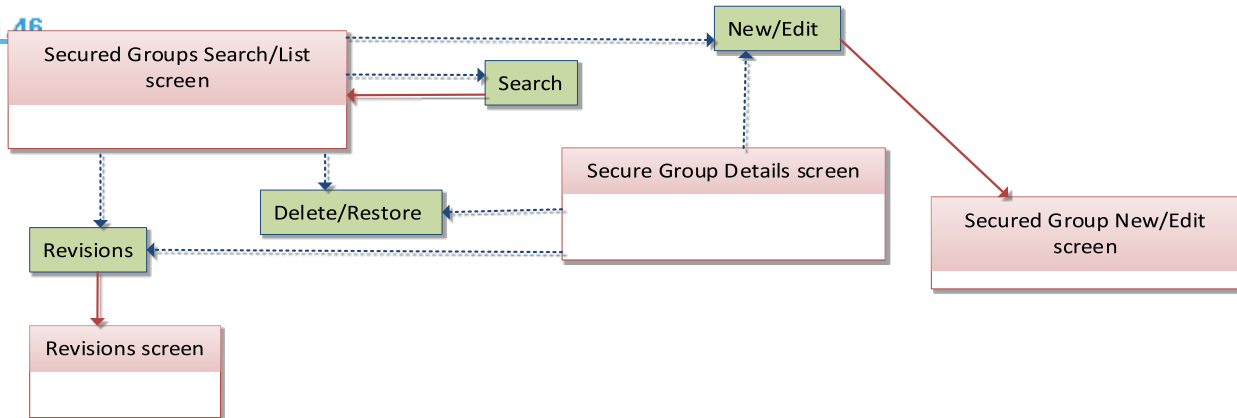 .46
Secured Groups Search/List
screen
New/Edit
Search
Secure Group Details screen
Delete/Restore
Secured Group New/Edit
screen
Revisions
Revisions screen